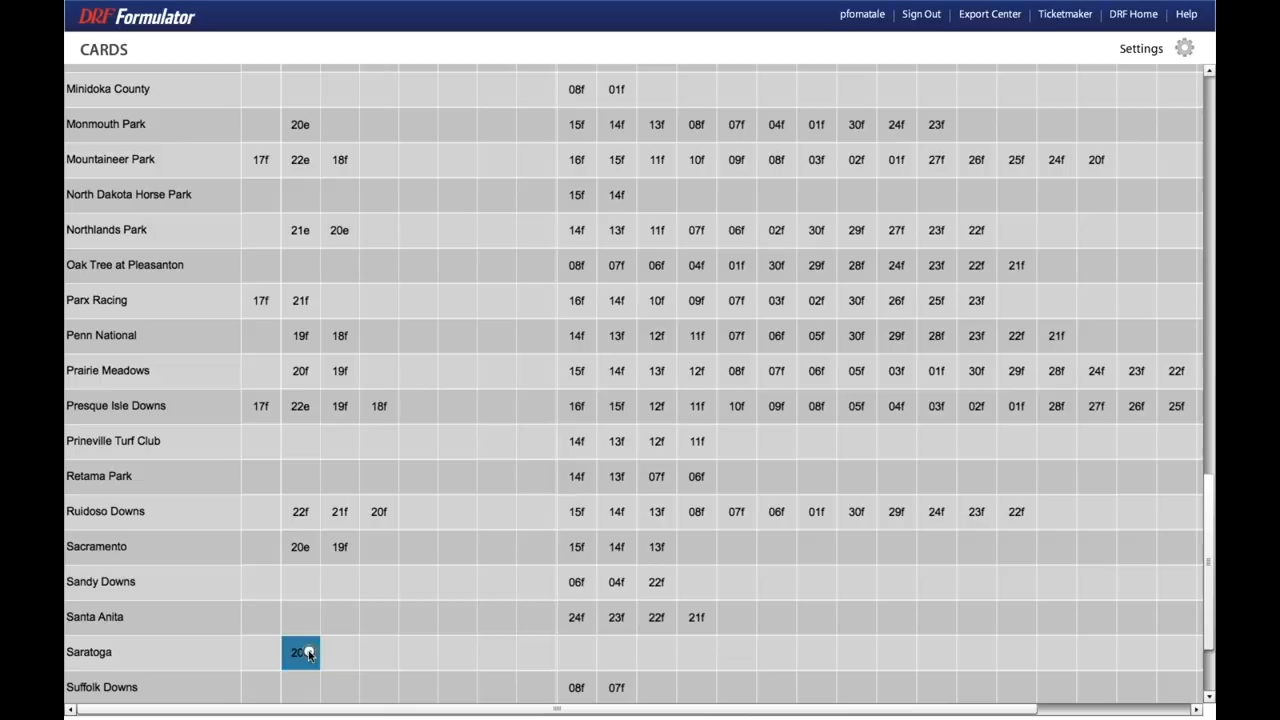 DRF Formulator pfornatale | Sign Out | Export Center | Ticketmaker | DRF Home | Help
CARDS Settings
Minidoka County 08f 01f
Monmouth Park 20e 15f 14f 13f 08f 07f 04f 01f 30f 24f 23f
Mountaineer Park 17f 22e 18f 16f 15f 11f 10f 09f 08f 03f 02f 01f 27f 26f 25f 24f 20f
North Dakota Horse Park 15f 14f
Northlands Park 21e 20e 14f 13f 11f 07f 06f 02f 30f 29f 27f 23f 22f
Oak Tree at Pleasanton 08f 07f 06f 04f 01f 30f 29f 28f 24f 23f 22f 21f
Parx Racing 17f 21f 16f 14f 10f 09f 07f 03f 02f 30f 26f 25f 23f
Penn National 19f 18f 14f 13f 12f 11f 07f 06f 05f 30f 29f 28f 23f 22f 21f
Prairie Meadows 20f 19f 15f 14f 13f 12f 08f 07f 06f 05f 03f 01f 30f 29f 28f 24f 23f 22f
Presque Isle Downs 17f 22e 19f 18f 16f 15f 12f 11f 10f 09f 08f 05f 04f 03f 02f 01f 28f 27f 26f 25f
Prineville Turf Club 14f 13f 12f 11f
Retama Park 14f 13f 07f 06f
Ruidoso Downs 22f 21f 20f 15f 14f 13f 08f 07f 06f 01f 30f 29f 24f 23f 22f
Sacramento 20e 19f 15f 14f 13f
Sandy Downs 06f 04f 22f
Santa Anita 24f 23f 22f 21f
Saratoga 20
Suffolk Downs 08f 07f